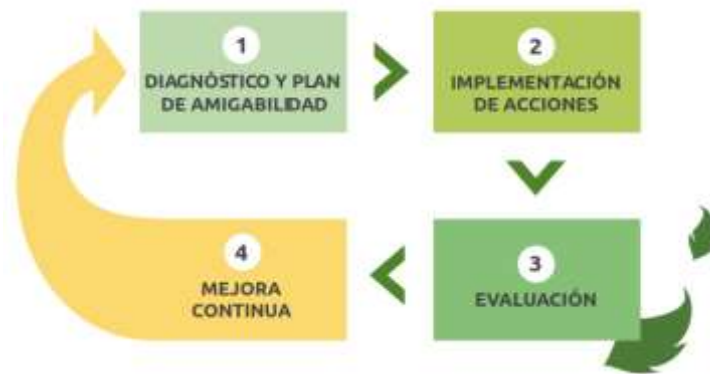 1
DIAGNÓSTICO Y PLAN
DE AMIGABILIDAD
2
IMPLEMENTACIÓN
DE ACCIONES
3
EVALUACIÓN
4
MEJORA
CONTINUA